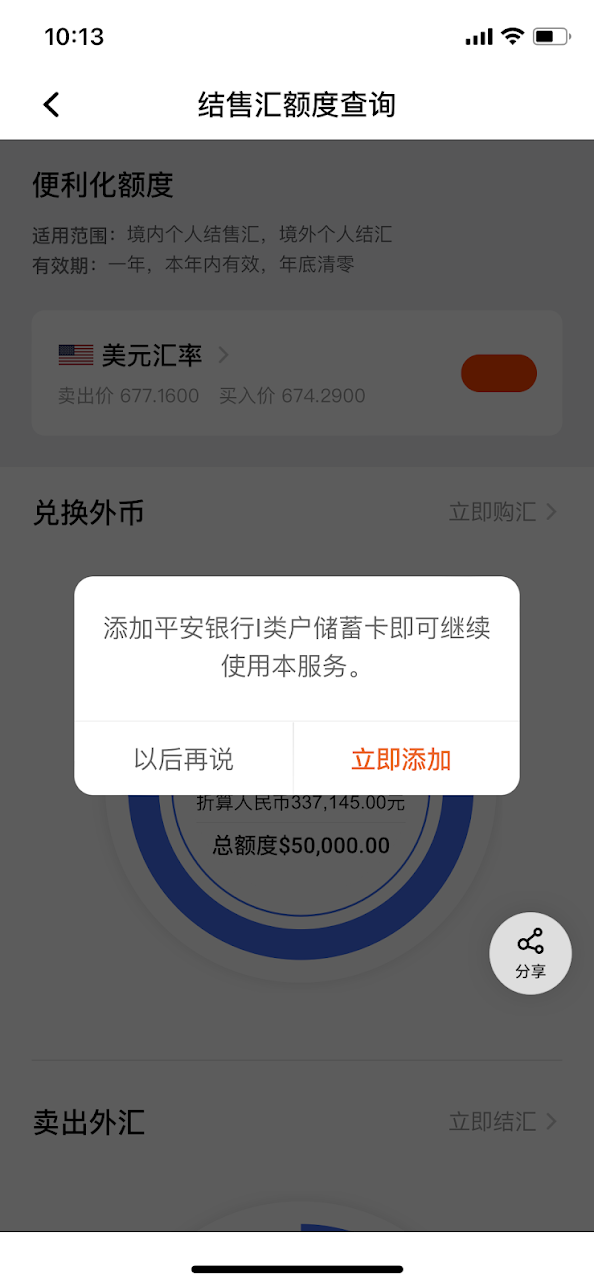 10:13
结售汇额度查询
便利化额度
适用范围：境内个人结售汇，境外个人结汇
有效期：一年，本年内有效，年底清零
美元汇率
卖出价 677.1600 买入价 674.2900
兑换外币 立即购汇
添加平安银行I类户储蓄卡即可继续
使用本服务。
以后再说 立即添加
折算人民币337,145.00元
总额度$50,000.00
分享
卖出外汇 立即结汇